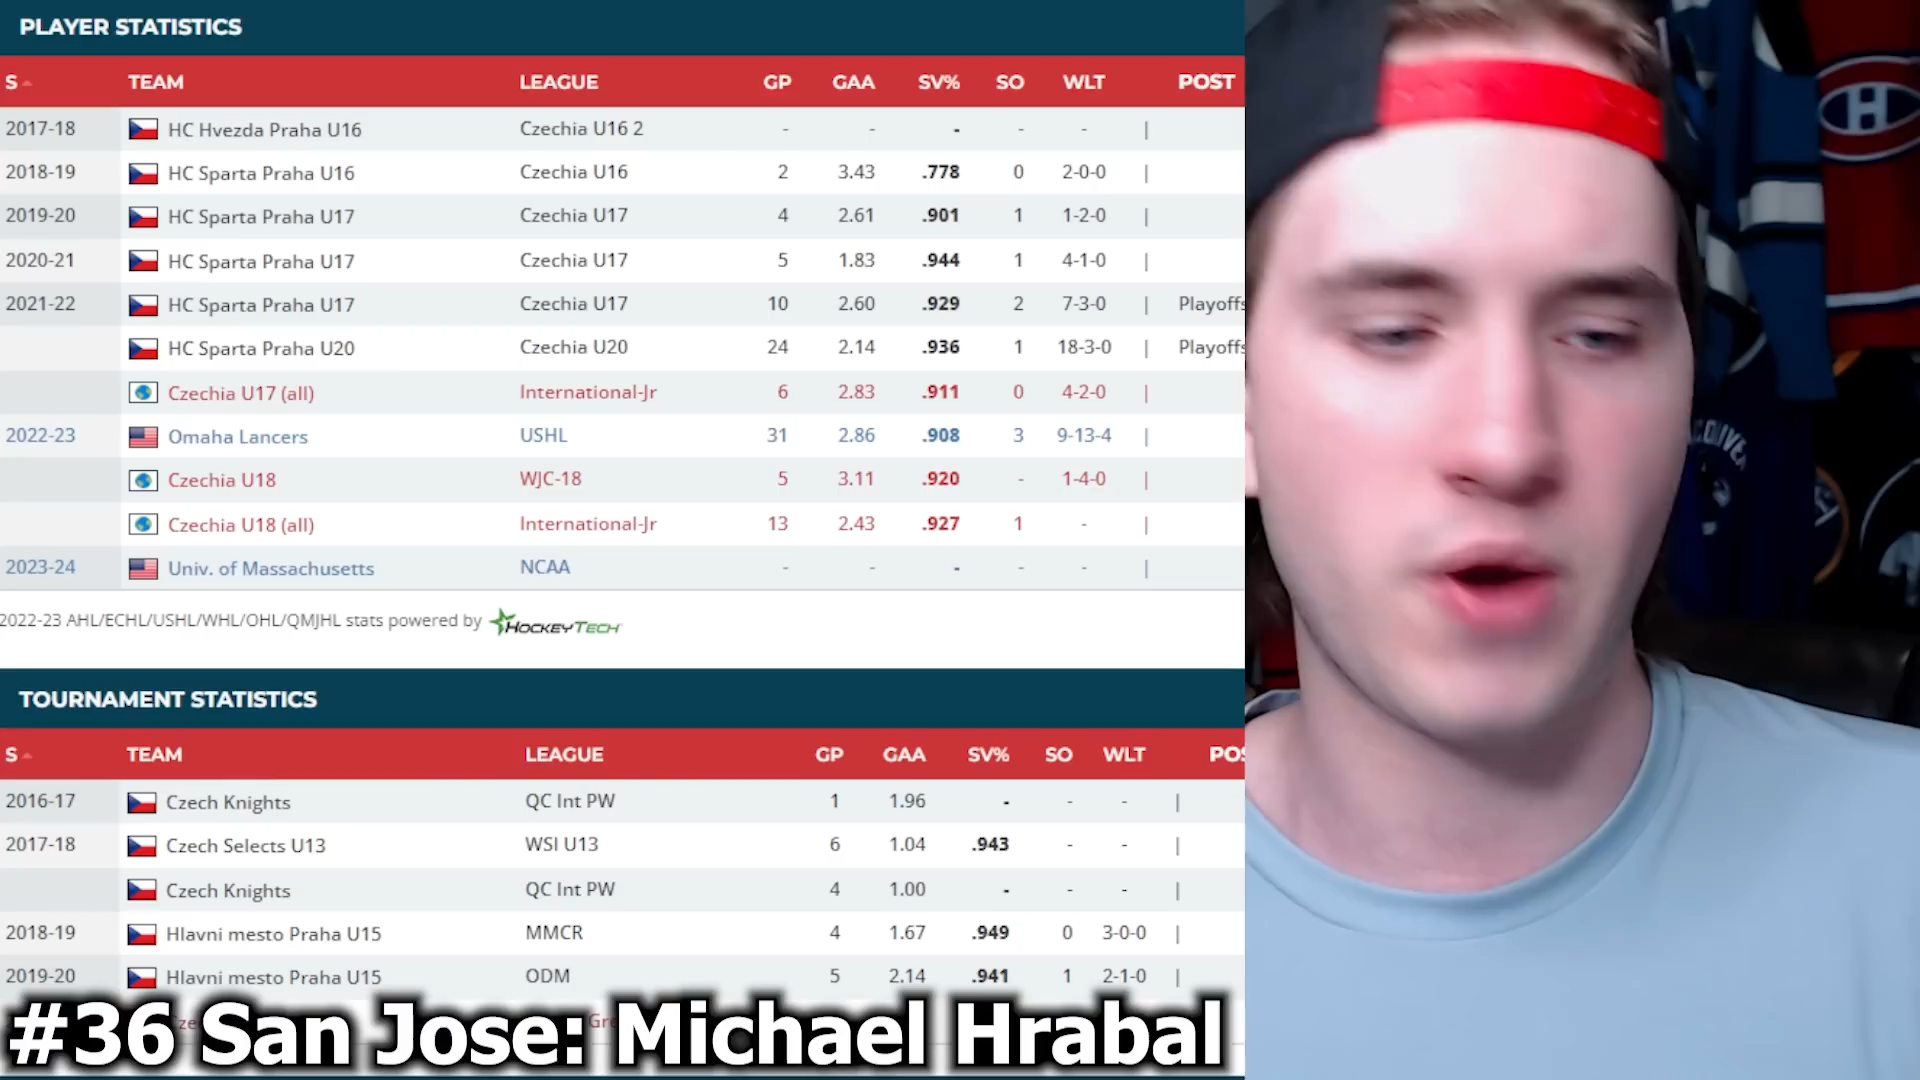 PLAYER STATISTICS
S TEAM LEAGUE GP GAA SV% SO WLT POST
2017-18 HC Hvezda Praha U16 Czechia U16 2 - - - - - |
2018-19 HC Sparta Praha U16 Czechia U16 2 3.43 .778 0 2-0-0 |
2019-20 HC Sparta Praha U17 Czechia U17 4 2.61 .901 1 1-2-0 |
2020-21 HC Sparta Praha U17 Czechia U17 5 1.83 .944 1 4-1-0 |
2021-22 HC Sparta Praha U17 Czechia U17 10 2.60 .929 2 7-3-0 | Playoffs
HC Sparta Praha U20 Czechia U20 24 2.14 .936 1 18-3-0 | Playoffs
Czechia U17 (all) International-Jr 6 2.83 .911 0 4-2-0 |
2022-23 Omaha Lancers USHL 31 2.86 .908 3 9-13-4 |
Czechia U18 WJC-18 5 3.11 .920 - 1-4-0 |
Czechia U18 (all) International-Jr 13 2.43 .927 1 - |
2023-24 Univ. of Massachusetts NCAA - - - - - |
2022-23 AHL/ECHL/USHL/WHL/OHL/QMJHL stats powered by HOCKEYTECH
TOURNAMENT STATISTICS
S TEAM LEAGUE GP GAA SV% SO WLT POS
2016-17 Czech Knights QC Int PW 1 1.96 - - - |
2017-18 Czech Selects U13 WSI U13 6 1.04 .943 - - |
Czech Knights QC Int PW 4 1.00 - - - |
2018-19 Hlavni mesto Praha U15 MMCR 4 1.67 .949 0 3-0-0 |
2019-20 Hlavni mesto Praha U15 ODM 5 2.14 .941 1 2-1-0 |
#36 San Jose: Michael Hrabal